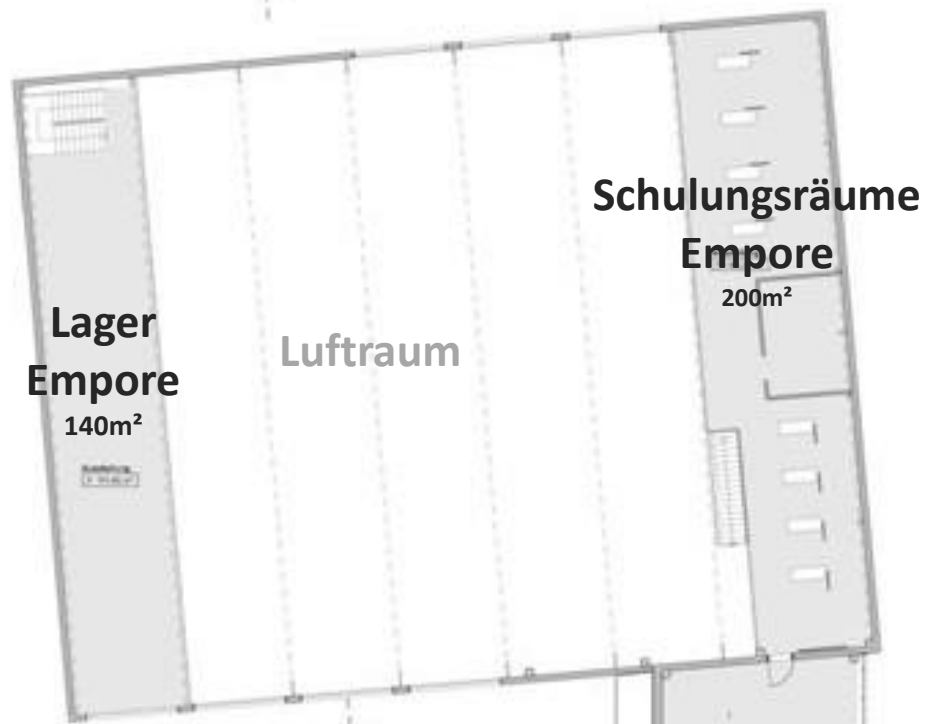 Schulungsräume
Empore
200m²
Lager
Empore
140m²
Luftraum